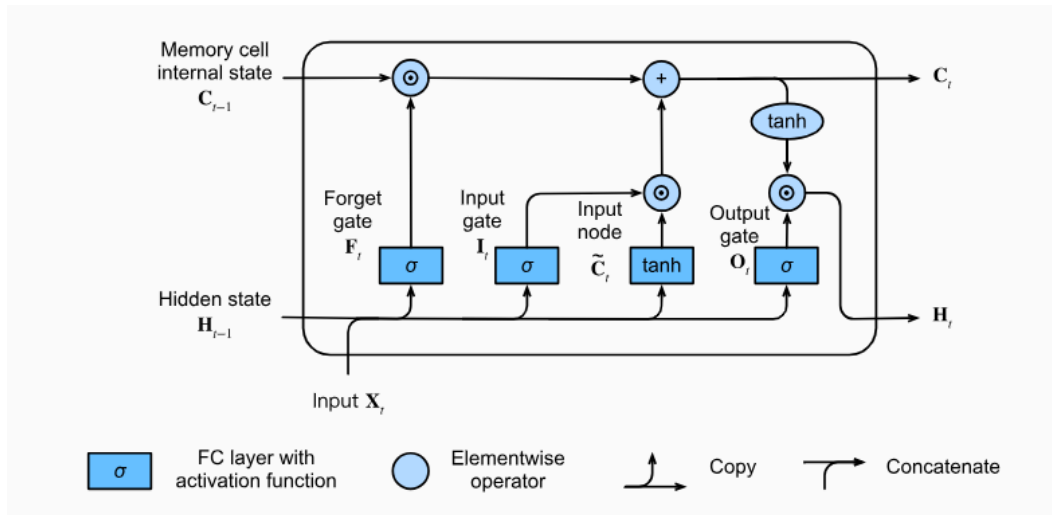 Memory cell
internal state
C_{t−1}
C_t
+
tanh
Forget
gate
F_t
Input
gate
I_t
Input
node
C̃_t
Output
gate
O_t
σ
σ
tanh
σ
Hidden state
H_{t−1}
H_t
Input X_t
σ
FC layer with
activation function
Elementwise
operator
Copy
Concatenate